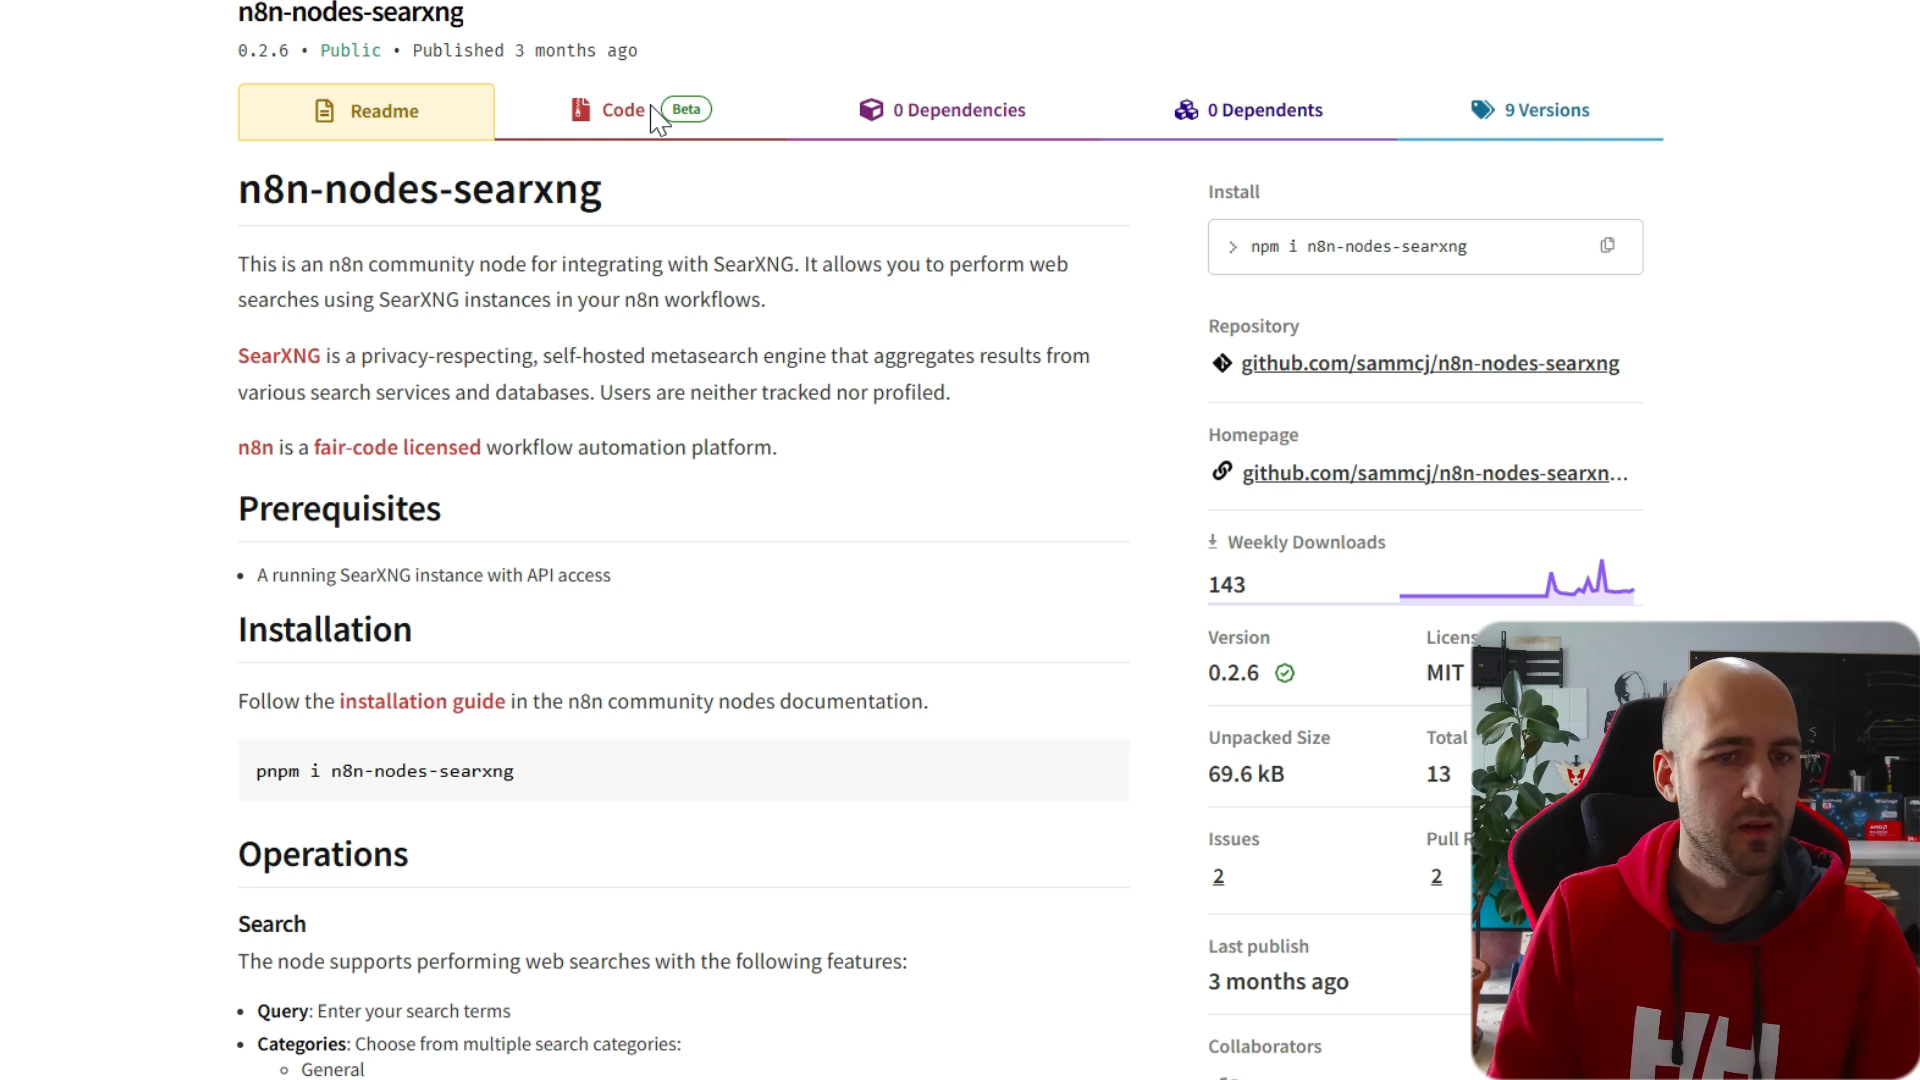 n8n-nodes-searxng
0.2.6 • Public • Published 3 months ago
Readme
Code
Beta
0 Dependencies
0 Dependents
9 Versions
n8n-nodes-searxng
This is an n8n community node for integrating with SearXNG. It allows you to perform web
searches using SearXNG instances in your n8n workflows.
SearXNG is a privacy-respecting, self-hosted metasearch engine that aggregates results from
various search services and databases. Users are neither tracked nor profiled.
n8n is a fair-code licensed workflow automation platform.
Prerequisites
• A running SearXNG instance with API access
Installation
Follow the installation guide in the n8n community nodes documentation.
pnpm i n8n-nodes-searxng
Operations
Search
The node supports performing web searches with the following features:
• Query: Enter your search terms
• Categories: Choose from multiple search categories:
General
Install
> npm i n8n-nodes-searxng
Repository
github.com/sammcj/n8n-nodes-searxng
Homepage
github.com/sammcj/n8n-nodes-searxn...
Weekly Downloads
143
Version
Licens
0.2.6
MIT
Unpacked Size
Total
69.6 kB
13
Issues
Pull R
2
2
Last publish
3 months ago
Collaborators
HH